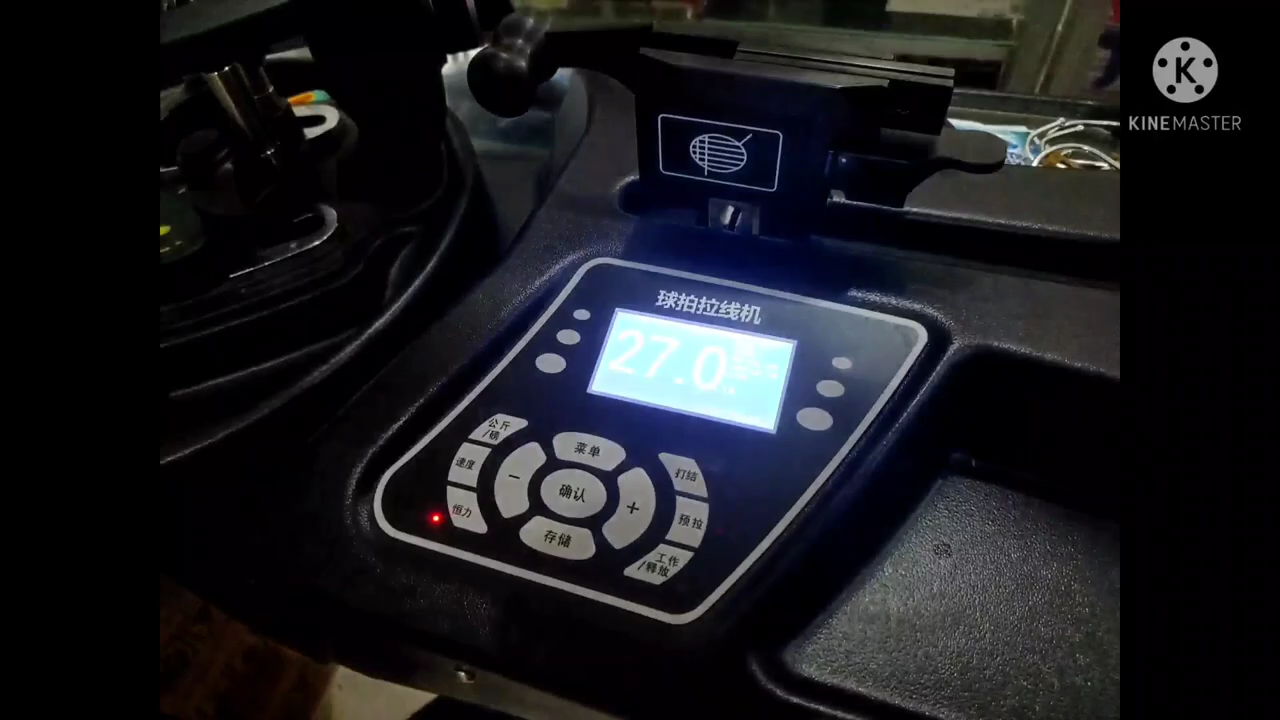 K
KINEMASTER
球拍拉线机
27.0
公斤
/磅
菜单
打结
速度
−
确认
+
预拉
恒力
存储
工作
/释放